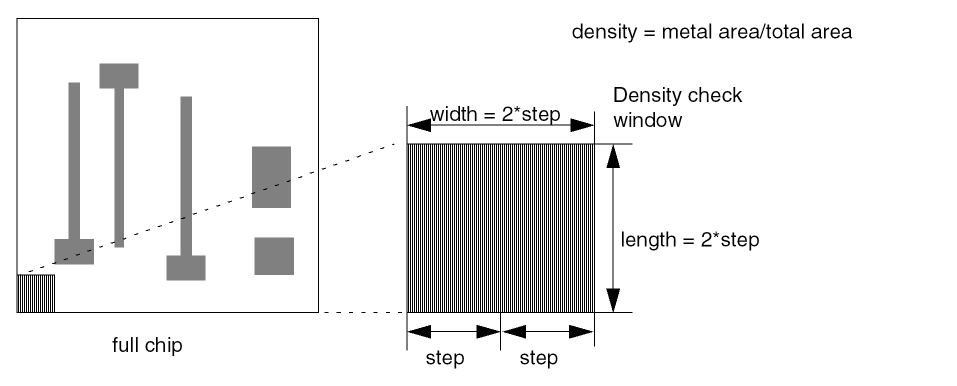 density = metal area/total area
Density check
window
width = 2*step
length = 2*step
step
step
full chip